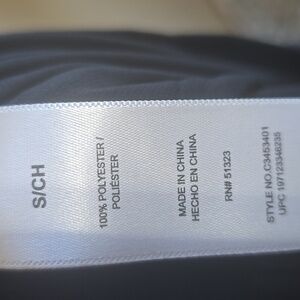 S/CH
100% POLYESTER /
POLIÉSTER
MADE IN CHINA
HECHO EN CHINA
RN# 51323
STYLE NO.C3453401
UPC 197123346235